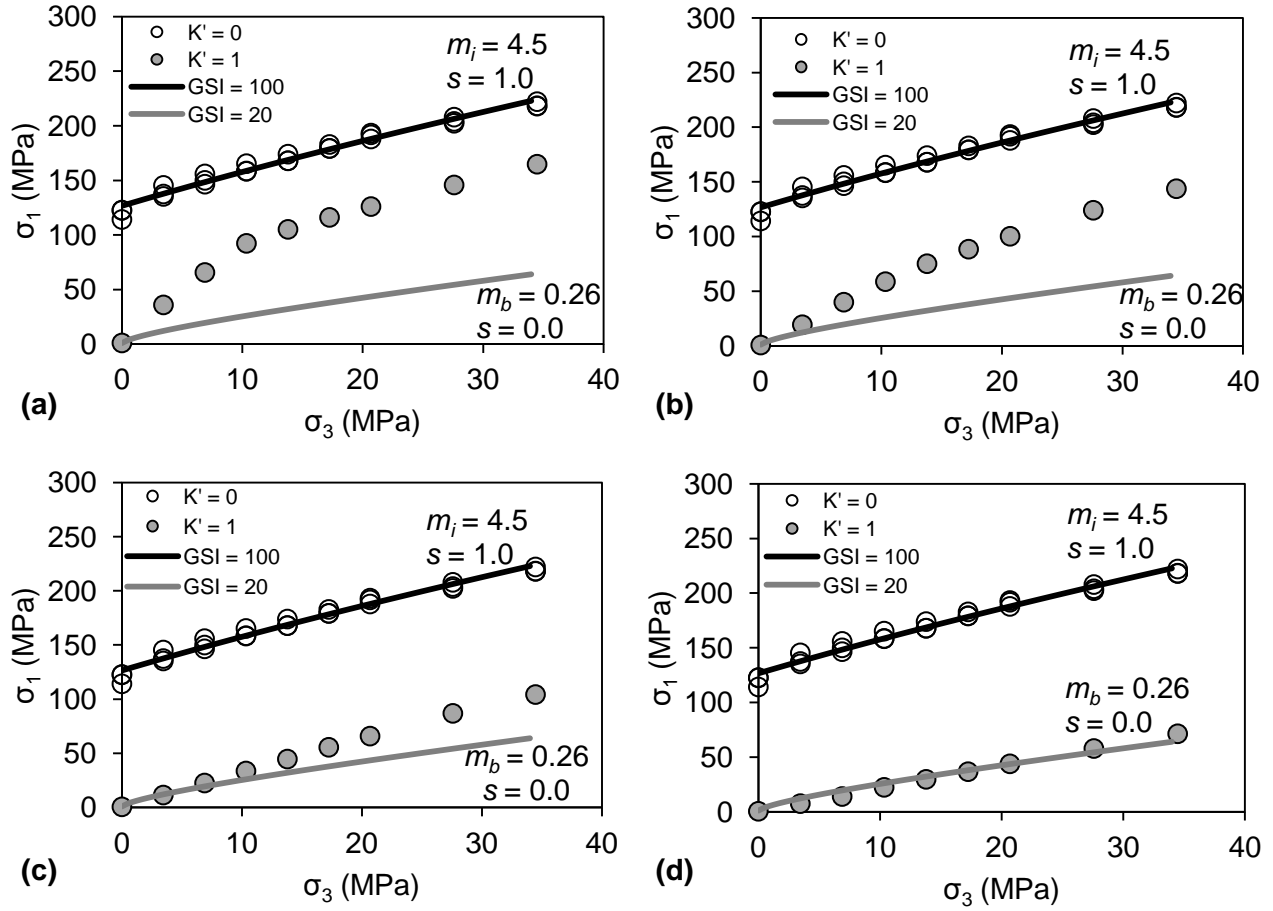 300
250
200
150
100
50
0
σ1 (MPa)
K' = 0
K' = 1
GSI = 100
GSI = 20
mi = 4.5
s = 1.0
mb = 0.26
s = 0.0
0 10 20 30 40
σ3 (MPa)
(a)
300
250
200
150
100
50
0
σ1 (MPa)
K' = 0
K' = 1
GSI = 100
GSI = 20
mi = 4.5
s = 1.0
mb = 0.26
s = 0.0
0 10 20 30 40
σ3 (MPa)
(b)
300
250
200
150
100
50
0
σ1 (MPa)
K' = 0
K' = 1
GSI = 100
GSI = 20
mi = 4.5
s = 1.0
mb = 0.26
s = 0.0
0 10 20 30 40
σ3 (MPa)
(c)
300
250
200
150
100
50
0
σ1 (MPa)
K' = 0
K' = 1
GSI = 100
GSI = 20
mi = 4.5
s = 1.0
mb = 0.26
s = 0.0
0 10 20 30 40
σ3 (MPa)
(d)